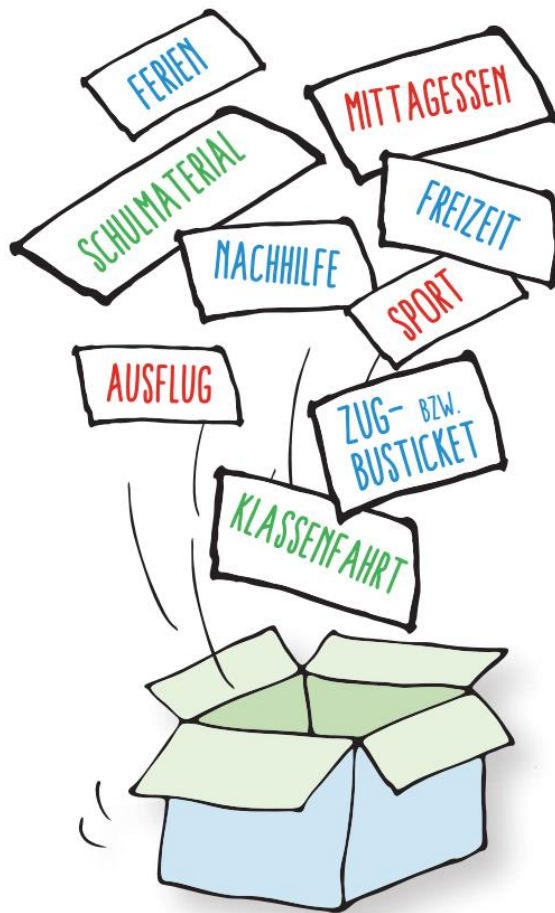 FERIEN
MITTAGESSEN
SCHULMATERIAL
FREIZEIT
NACHHILFE
SPORT
AUSFLUG
ZUG- BZW.
BUSTICKET
KLASSENFAHRT